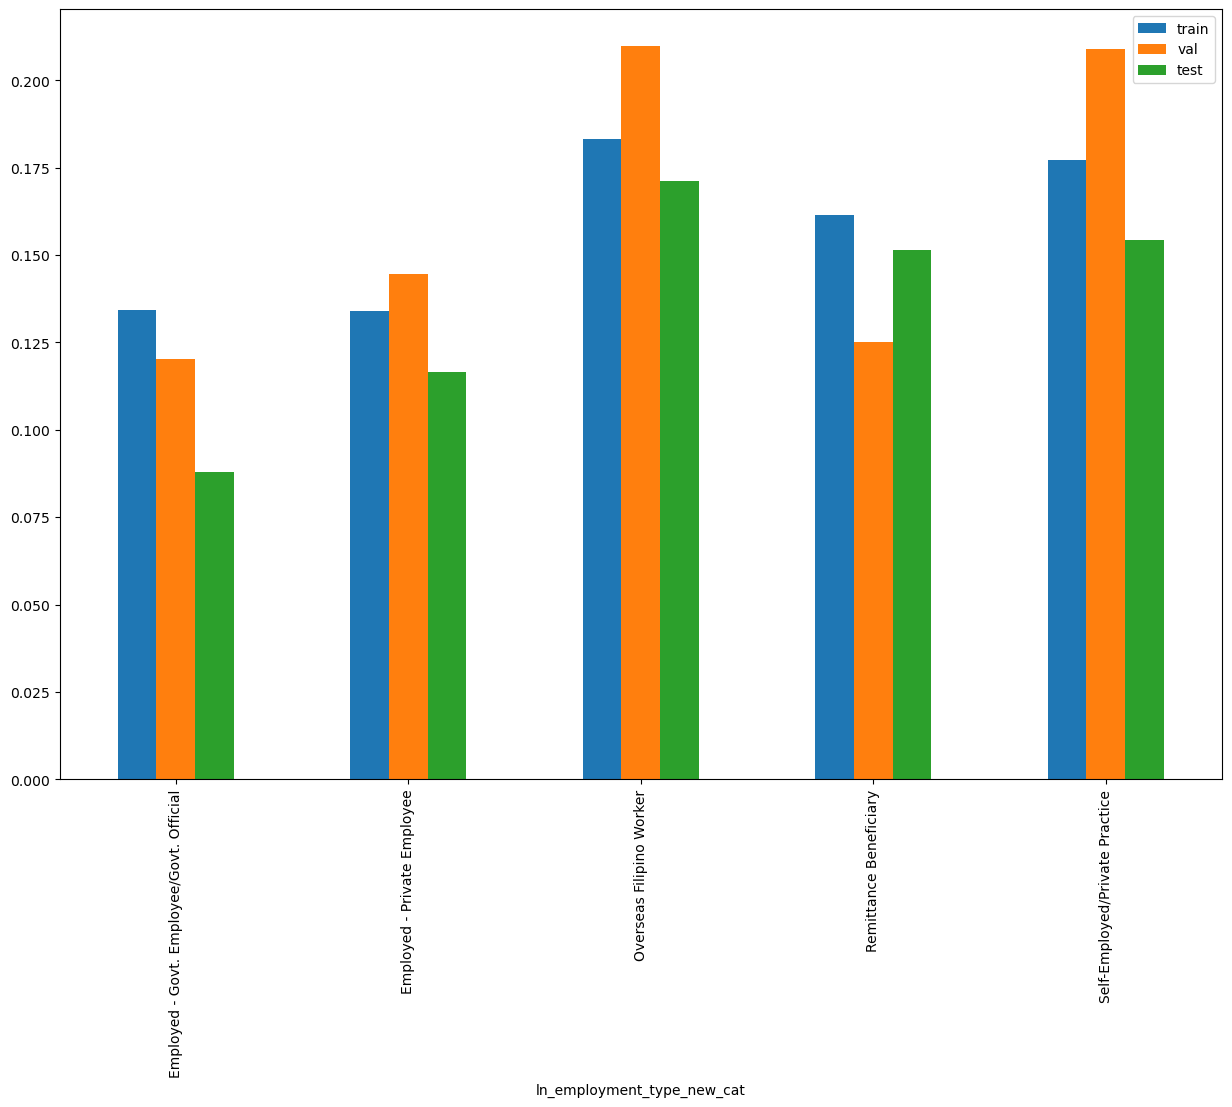 train
val
test
0.200
0.175
0.150
0.125
0.100
0.075
0.050
0.025
0.000
Employed - Govt. Employee/Govt. Official
Employed - Private Employee
Overseas Filipino Worker
Remittance Beneficiary
Self-Employed/Private Practice
ln_employment_type_new_cat